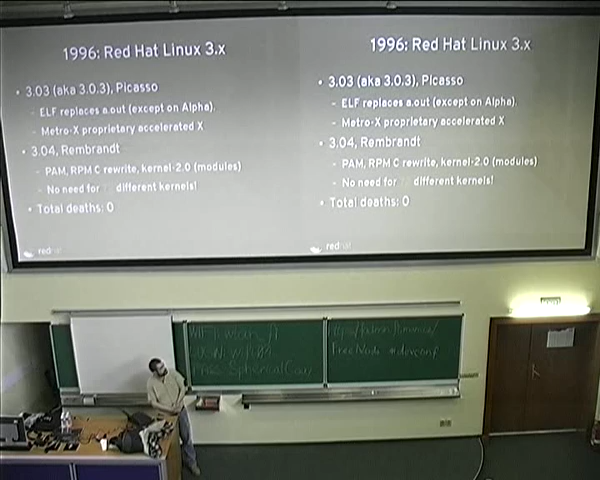 1996: Red Hat Linux 3.x
• 3.03 (aka 3.0.3), Picasso
– ELF replaces a.out (except on Alpha).
– Metro-X proprietary accelerated X
• 3.04, Rembrandt
– PAM, RPM C rewrite, kernel-2.0 (modules)
– No need for different kernels!
• Total deaths: 0
redhat
1996: Red Hat Linux 3.x
• 3.03 (aka 3.0.3), Picasso
– ELF replaces a.out (except on Alpha).
– Metro-X proprietary accelerated X
• 3.04, Rembrandt
– PAM, RPM C rewrite, kernel-2.0 (modules)
– No need for different kernels!
• Total deaths: 0
redhat
FreeNode #devconf
PASS: SphericalCow